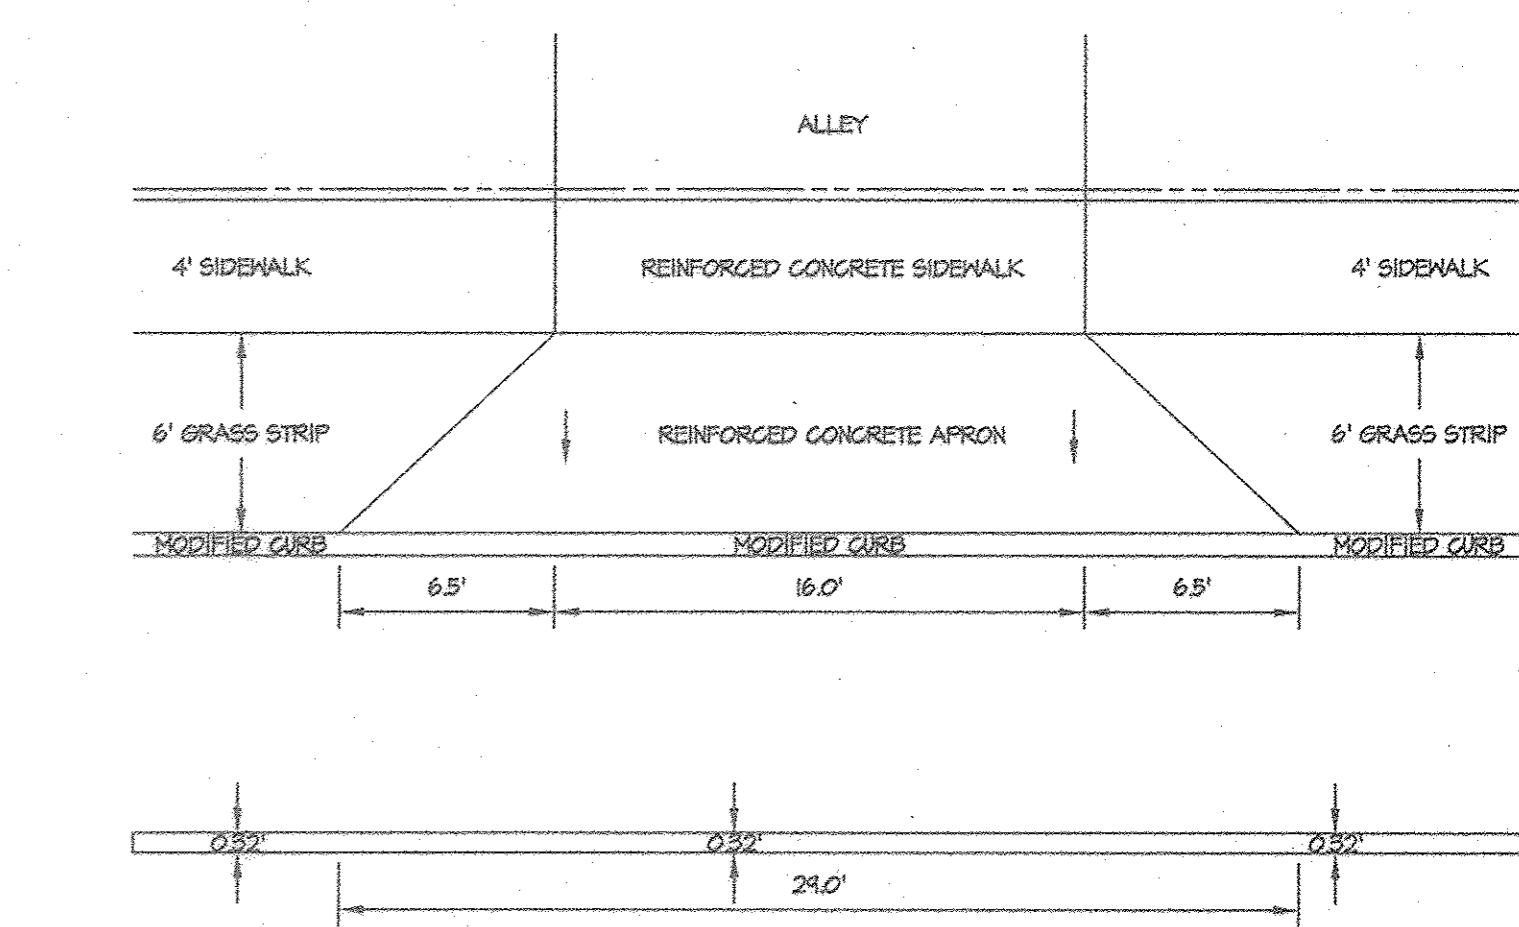 ALLEY
4' SIDEWALK
REINFORCED CONCRETE SIDEWALK
4' SIDEWALK
6' GRASS STRIP
REINFORCED CONCRETE APRON
6' GRASS STRIP
MODIFIED CURB
MODIFIED CURB
MODIFIED CURB
6.5'
16.0'
6.5'
0.32'
0.32'
0.32'
29.0'